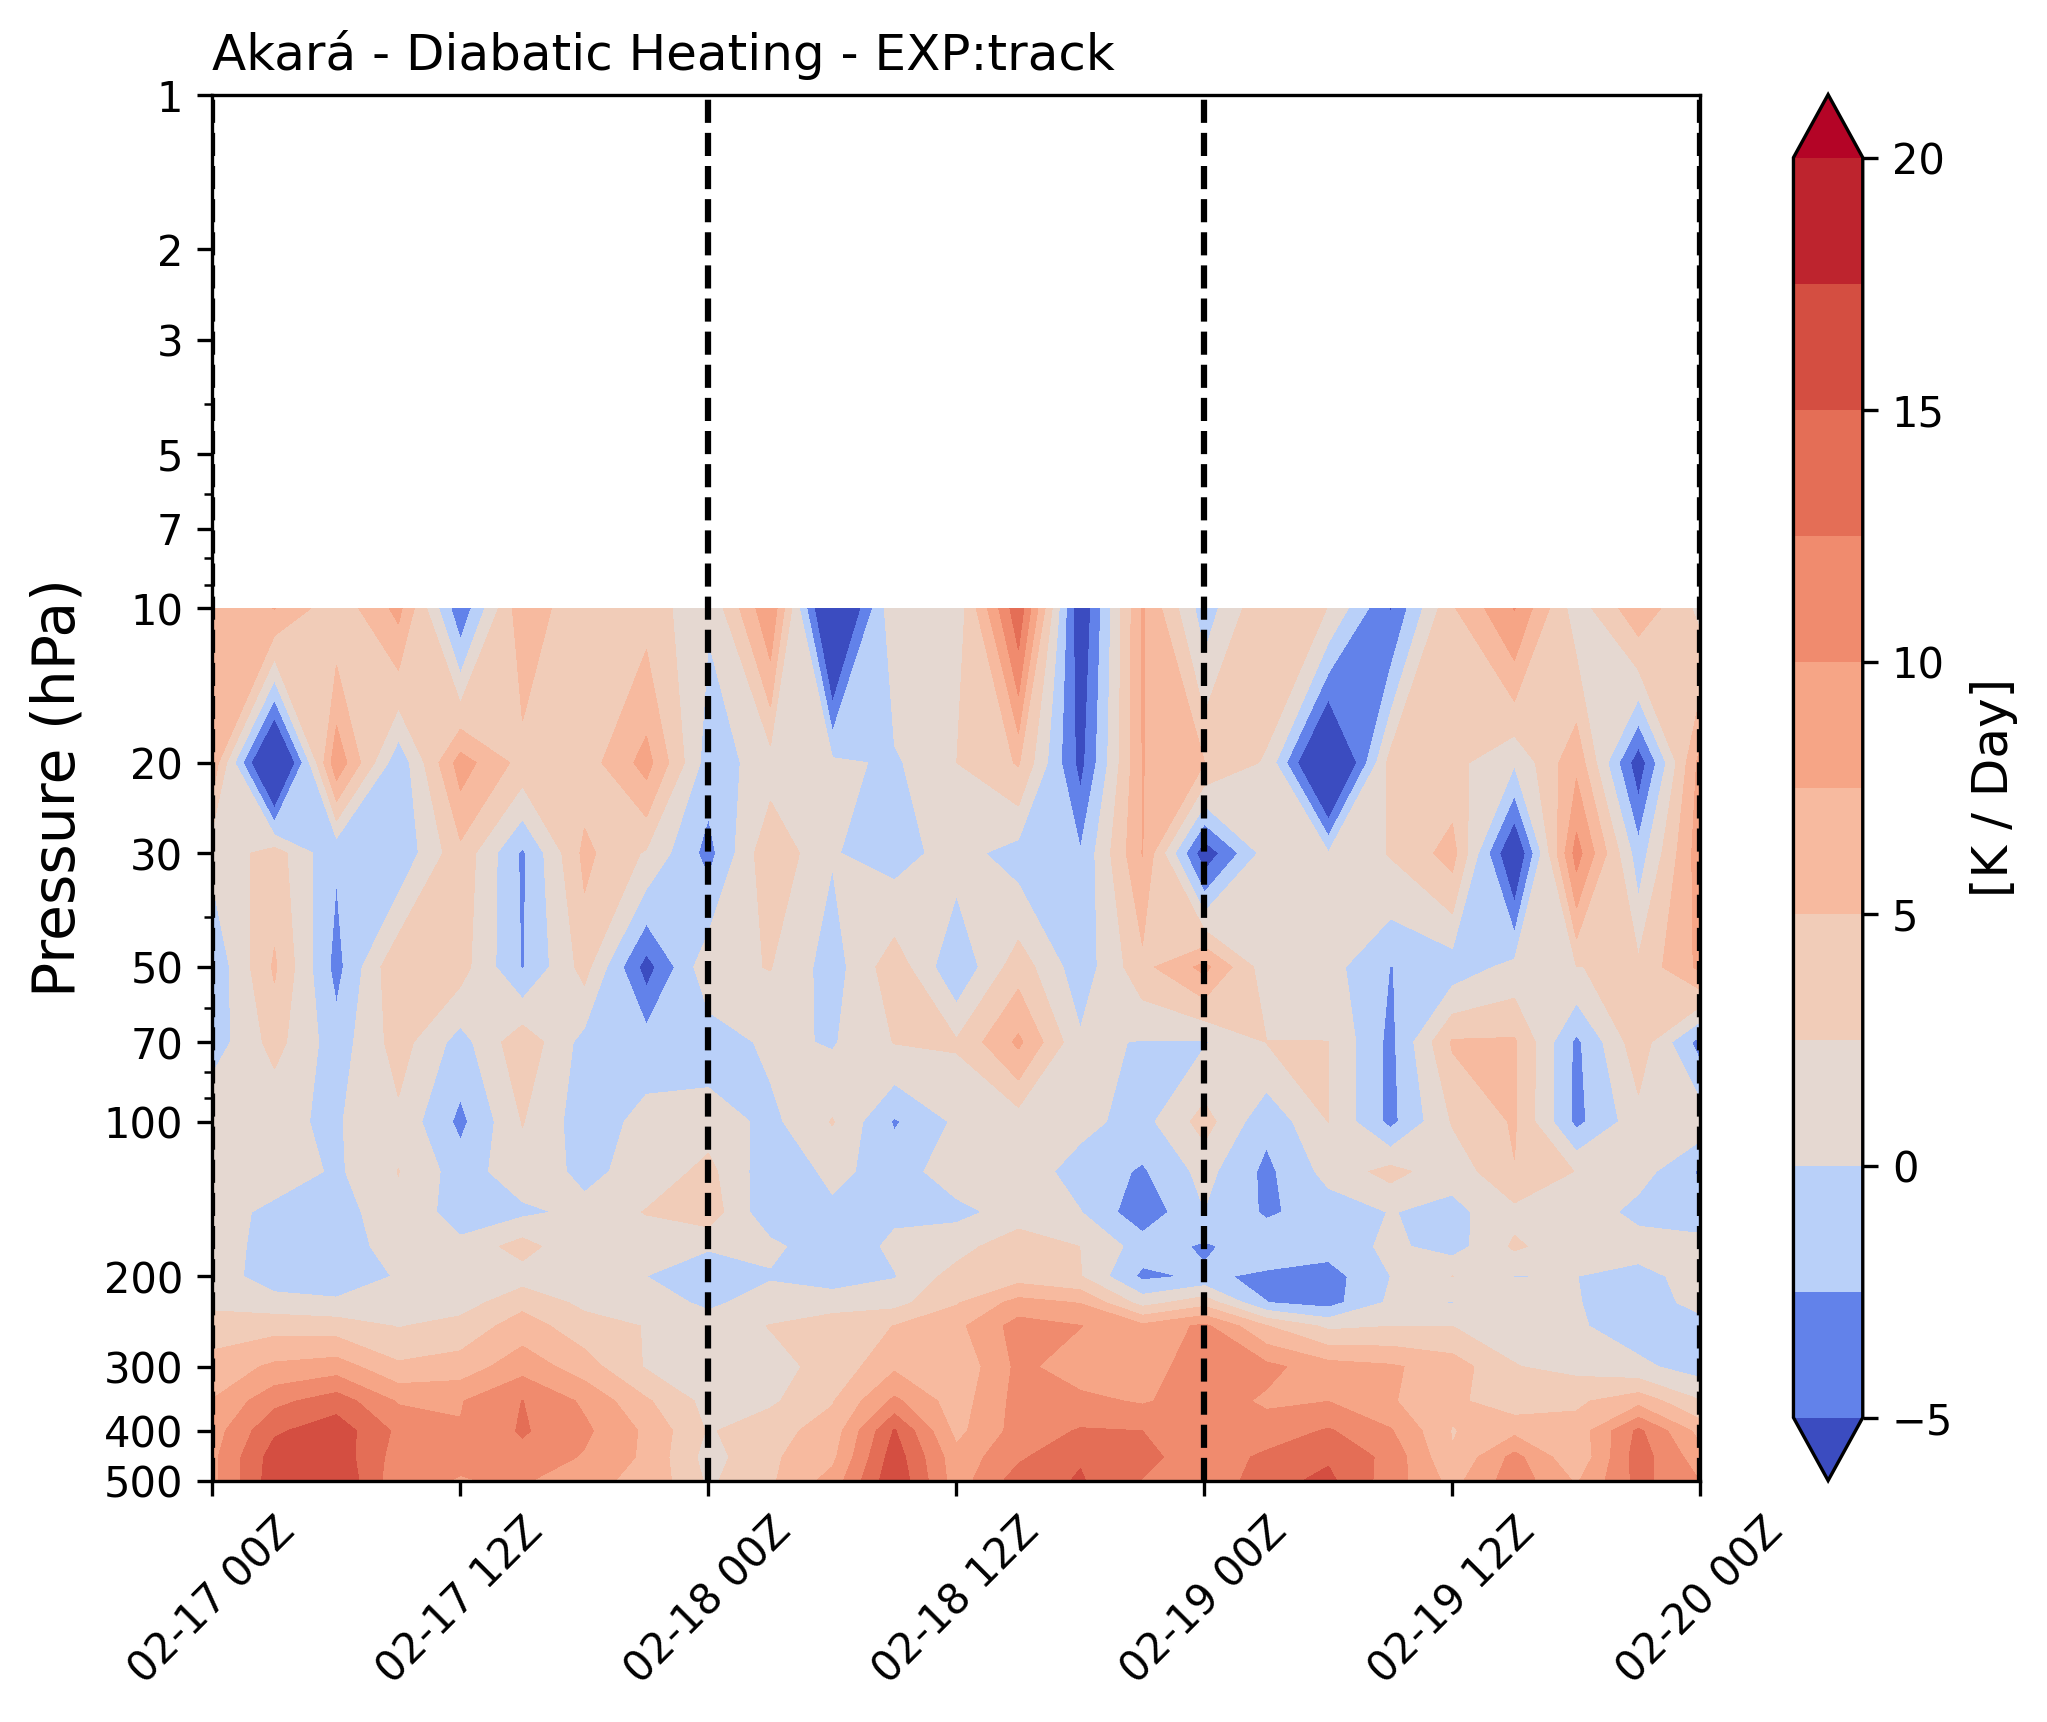 Akará - Diabatic Heating - EXP:track
Pressure (hPa)
1
2
3
5
7
10
20
30
50
70
100
200
300
400
500
02-17 00Z
02-17 12Z
02-18 00Z
02-18 12Z
02-19 00Z
02-19 12Z
02-20 00Z
20
15
10
5
0
−5
[K / Day]